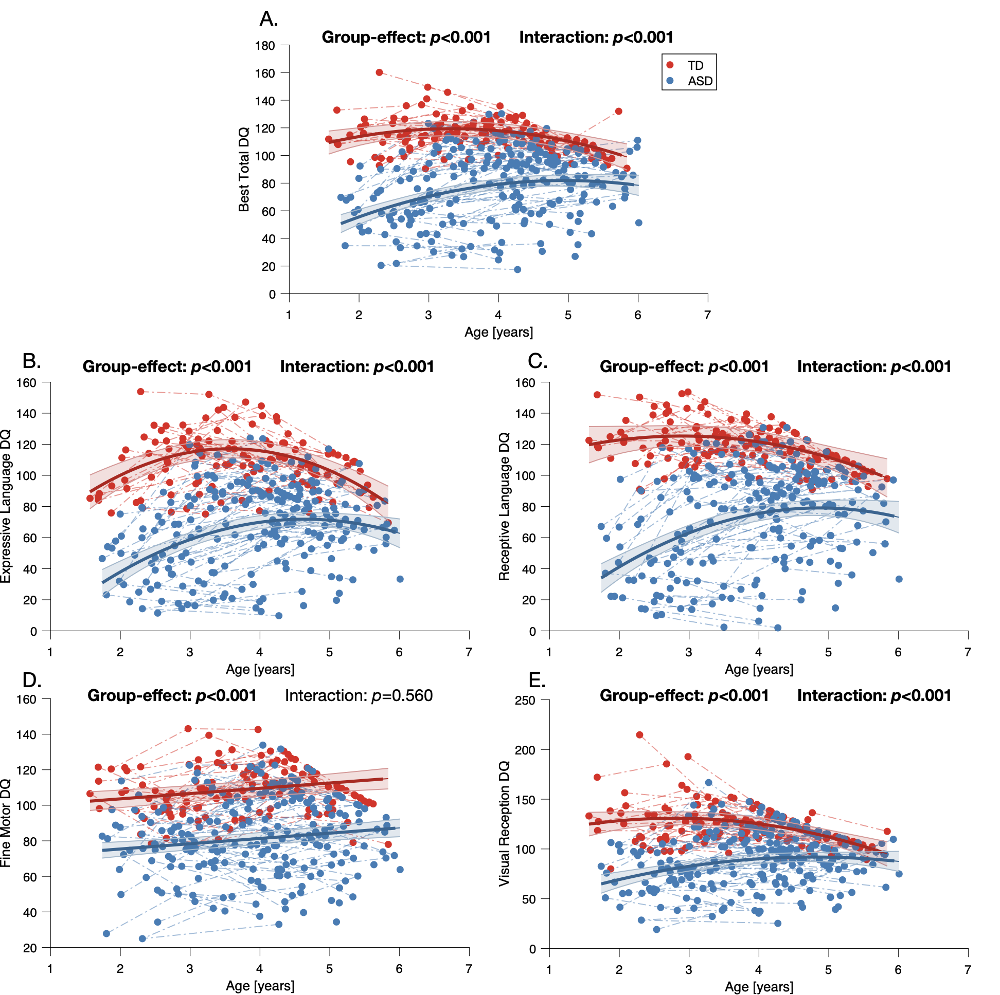 A.
Group-effect: p<0.001 Interaction: p<0.001
180
160
140
120
100
80
60
40
20
0
Best Total DQ
TD
ASD
1 2 3 4 5 6 7
Age [years]
B.
Group-effect: p<0.001 Interaction: p<0.001
160
140
120
100
80
60
40
20
0
Expressive Language DQ
1 2 3 4 5 6 7
Age [years]
C.
Group-effect: p<0.001 Interaction: p<0.001
160
140
120
100
80
60
40
20
0
Receptive Language DQ
1 2 3 4 5 6 7
Age [years]
D.
Group-effect: p<0.001 Interaction: p=0.560
160
140
120
100
80
60
40
20
Fine Motor DQ
1 2 3 4 5 6 7
Age [years]
E.
Group-effect: p<0.001 Interaction: p<0.001
250
200
150
100
50
0
Visual Reception DQ
1 2 3 4 5 6 7
Age [years]